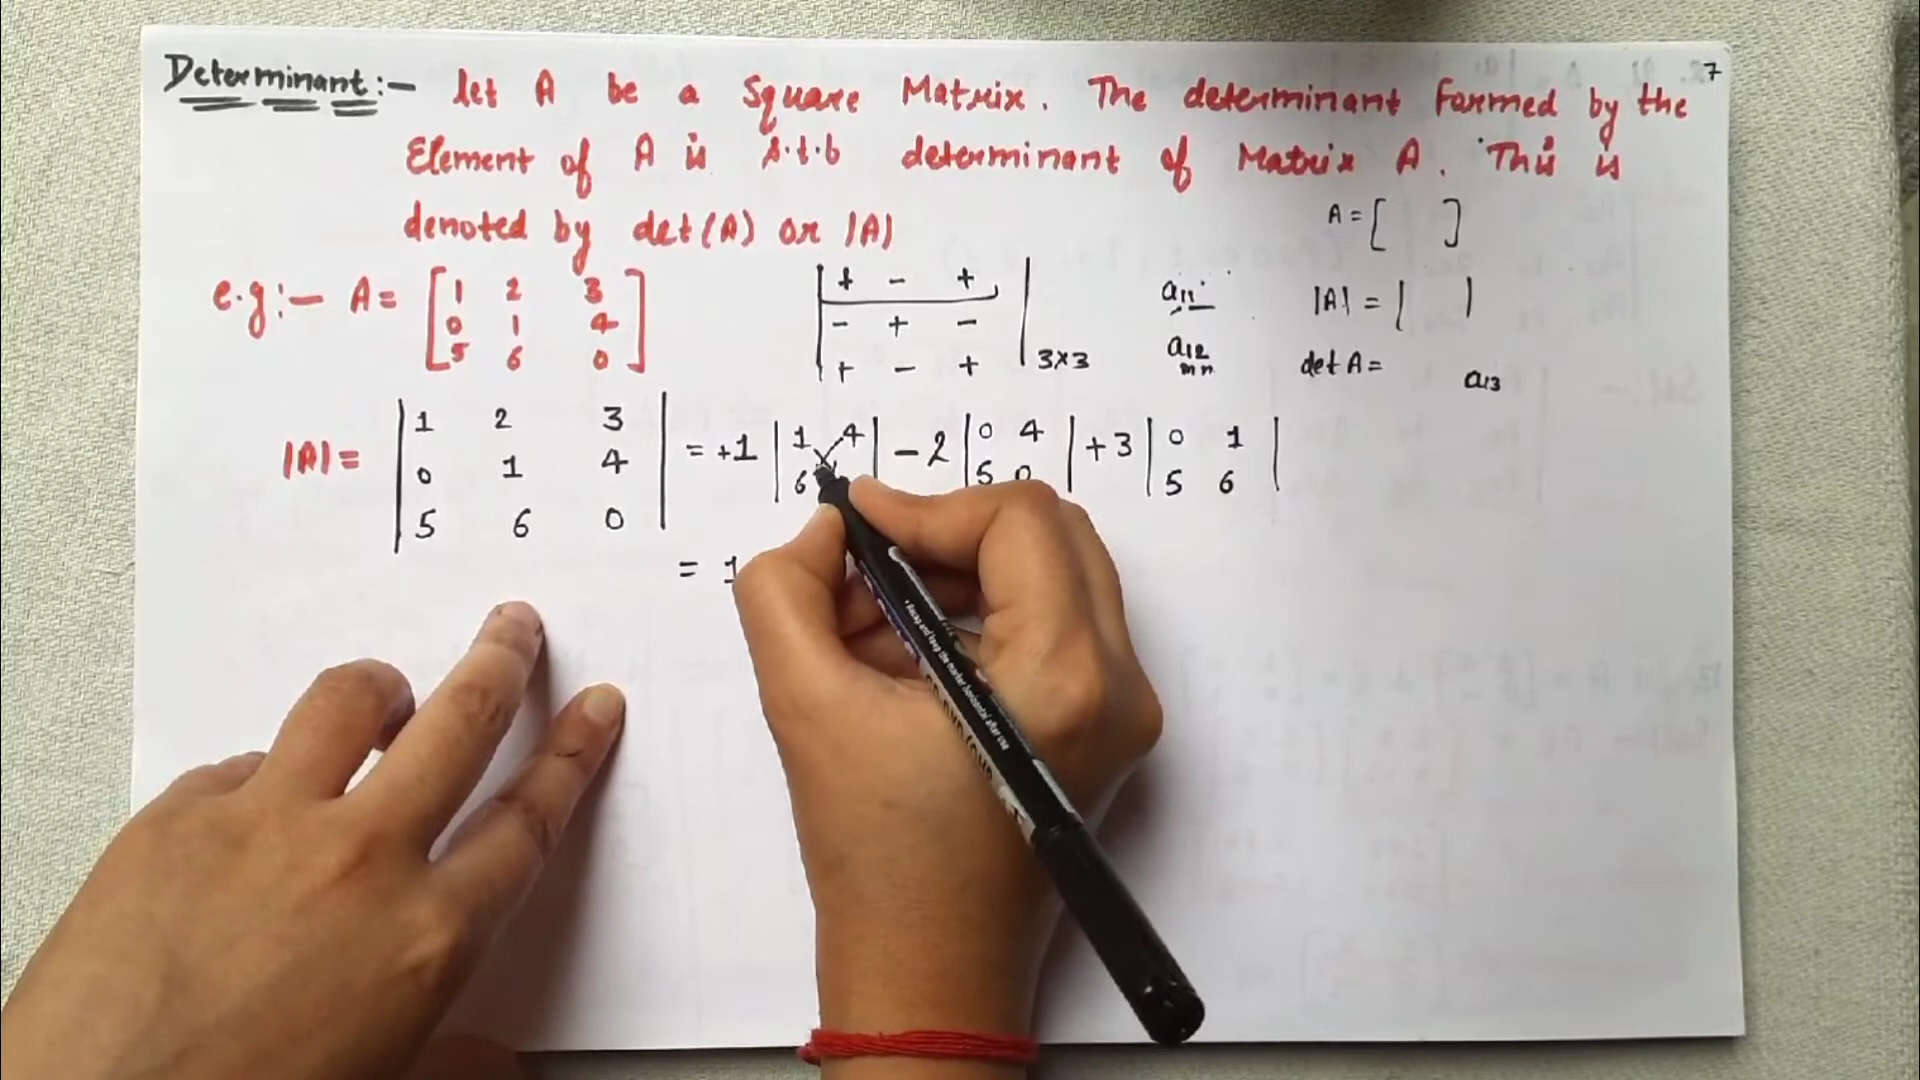 7
Determinant:- let A be a Square Matrix. The determinant formed by the
Element of A is s.t.b determinant of Matrix A. This is
denoted by det(A) or |A|
A = [ ]
e.g:- A = [ 1 2 3
0 1 4
5 6 0 ]
| + - +
- + -
+ - + | 3×3
a11
a12
mn
|A| = | |
det A =
a13
|A| = | 1 2 3
0 1 4
5 6 0 | = +1 | 1 4
6 | - 2 | 0 4
5 0 | + 3 | 0 1
5 6 |
= 1